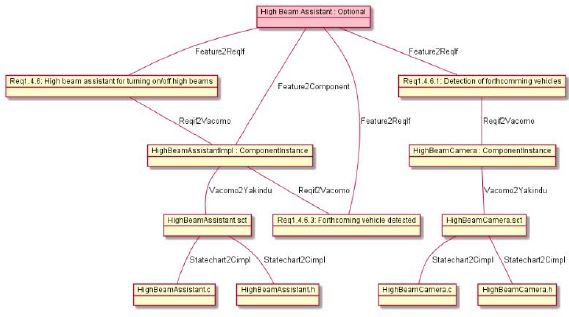 High Beam Assistant : Optional
Feature2ReqIf
Feature2ReqIf
Req1.4.6: High beam assistant for turning on/off high beams
Req1.4.6.1: Detection of forthcomming vehicles
Feature2Component
Reqif2Vacomo
Feature2ReqIf
Reqif2Vacomo
HighBeamAssistantImpl : ComponentInstance
HighBeamCamera : ComponentInstance
Vacomo2Yakindu
Reqif2Vacomo
Vacomo2Yakindu
HighBeamAssistant.sct
Req1.4.6.3: Forthcoming vehicle detected
HighBeamCamera.sct
Statechart2Cimpl
Statechart2Cimpl
Statechart2Cimpl
Statechart2Cimpl
HighBeamAssistant.c
HighBeamAssistant.h
HighBeamCamera.c
HighBeamCamera.h